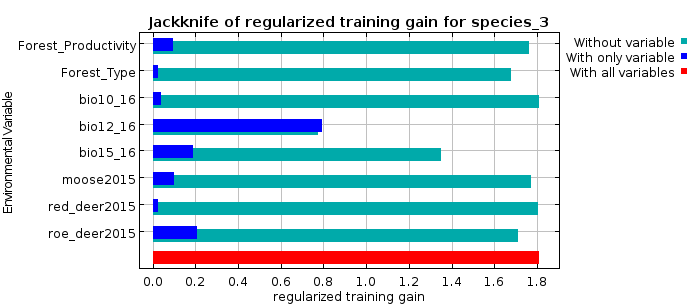 Jackknife of regularized training gain for species_3
Environmental Variable
Forest_Productivity
Forest_Type
bio10_16
bio12_16
bio15_16
moose2015
red_deer2015
roe_deer2015
0.0 0.2 0.4 0.6 0.8 1.0 1.2 1.4 1.6 1.8
regularized training gain
Without variable
With only variable
With all variables